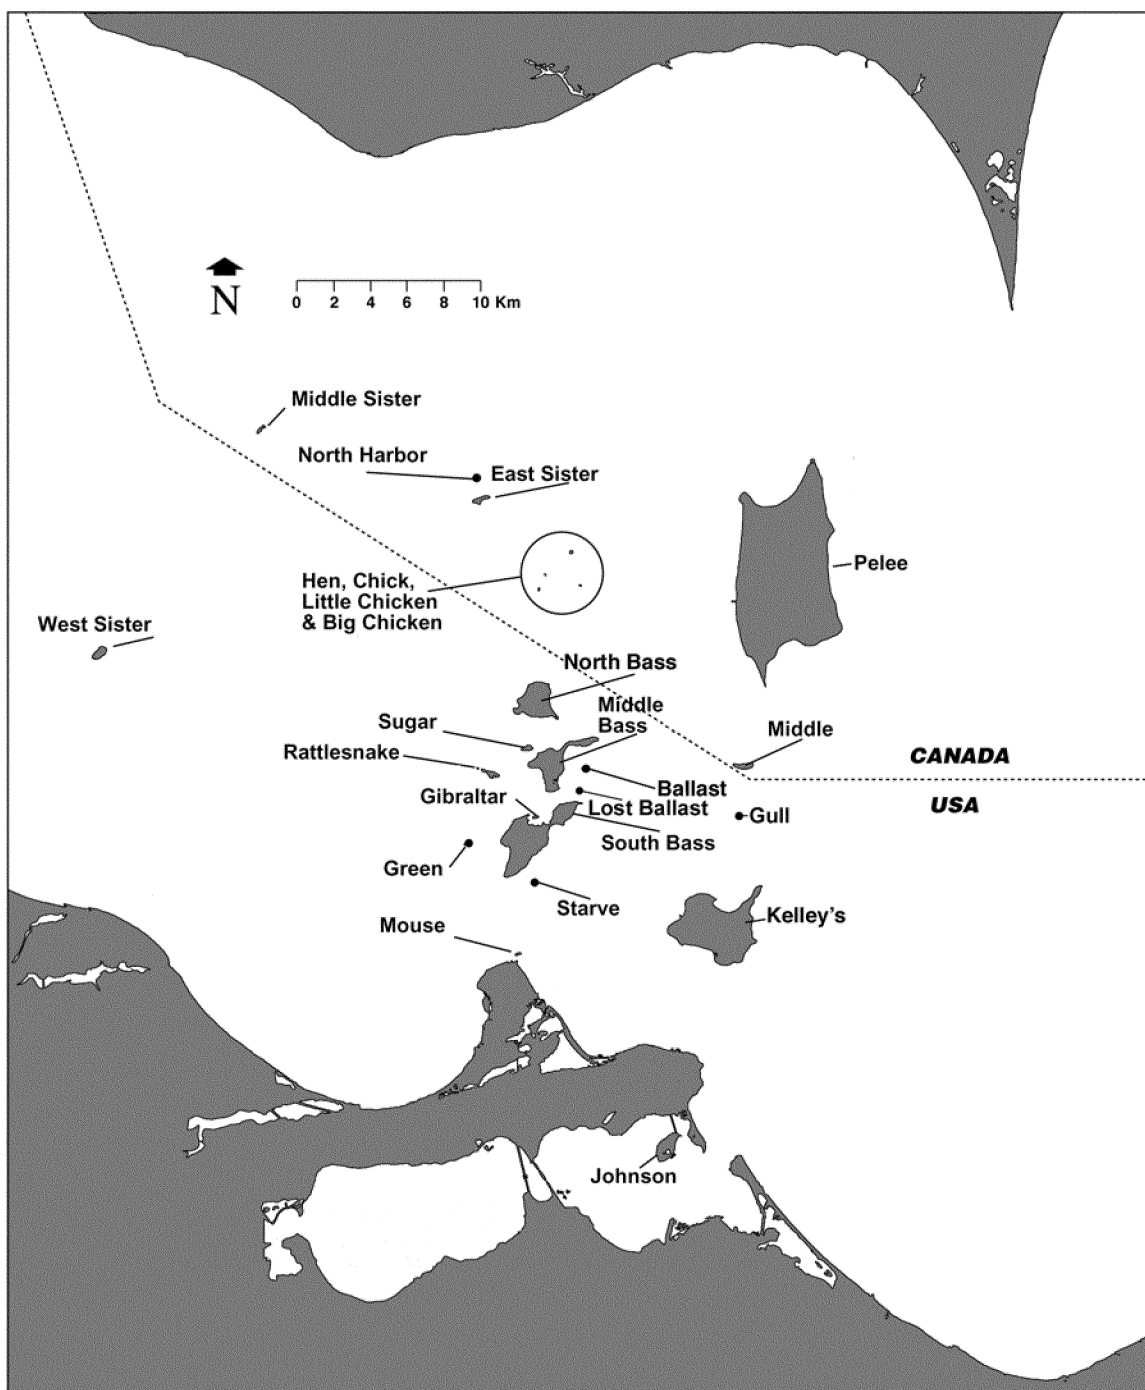 N
0 2 4 6 8 10 Km
Middle Sister
North Harbor
East Sister
Pelee
Hen, Chick,
Little Chicken
& Big Chicken
West Sister
North Bass
Middle
Bass
Sugar
Middle
Rattlesnake
CANADA
Ballast
Gibraltar
Lost Ballast
USA
Gull
South Bass
Green
Starve
Kelley's
Mouse
Johnson